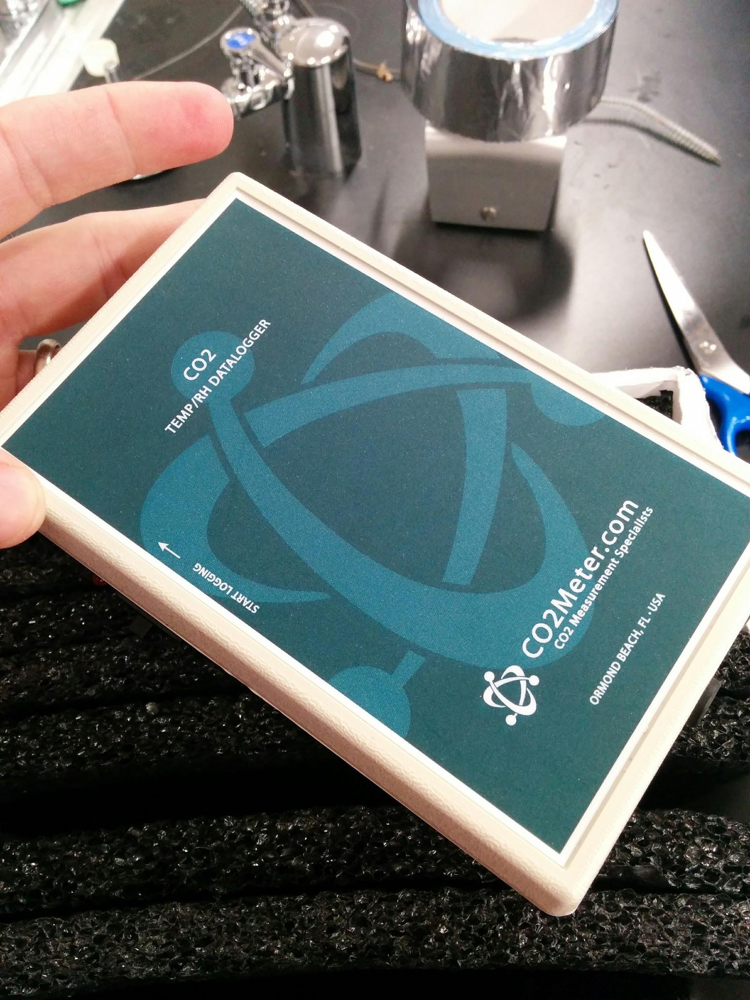 CO2
TEMP/RH DATALOGGER
START LOGGING
CO2Meter.com
CO2 Measurement Specialists
ORMOND BEACH, FL · USA